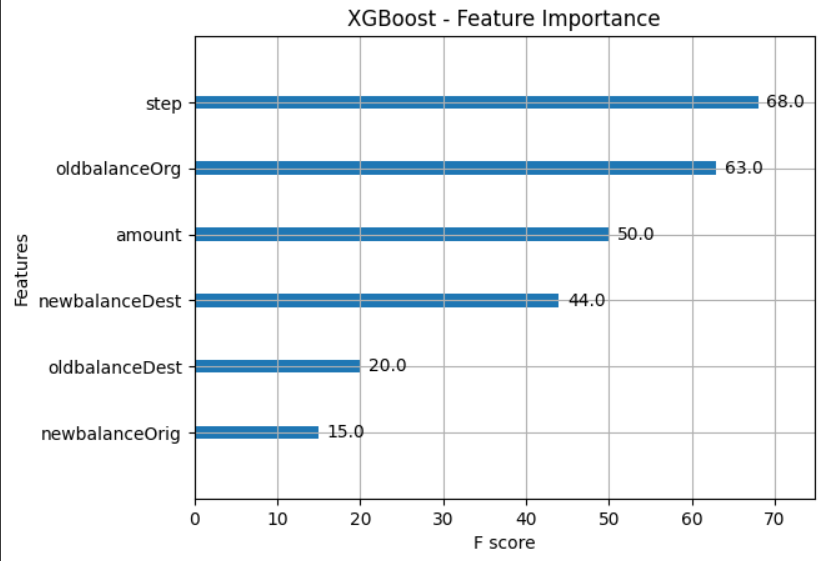 XGBoost - Feature Importance
step
68.0
oldbalanceOrg
63.0
amount
50.0
newbalanceDest
44.0
oldbalanceDest
20.0
newbalanceOrig
15.0
Features
0 10 20 30 40 50 60 70
F score